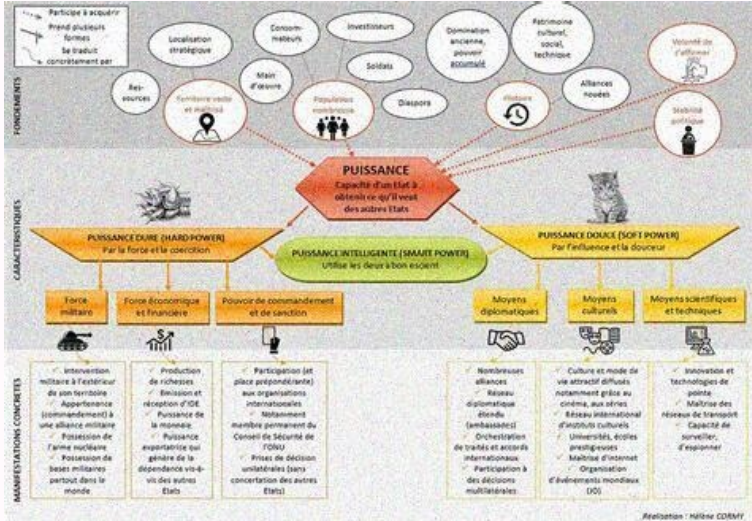 Participe à acquérir
Prend plusieurs
formes
Se traduit
concrètement par
FONDEMENTS
Localisation
stratégique
Consom-
mateurs
Investisseurs
Domination
ancienne,
pouvoir
accumulé
Patrimoine
culturel,
social,
technique
Volonté de
s'affirmer
Res-
sources
Territoire vaste
et maîtrisé
Main
d'œuvre
Population
nombreuse
Soldats
Diaspora
Histoire
Alliances
nouées
Stabilité
politique
CARACTERISTIQUES
PUISSANCE
Capacité d'un Etat à
obtenir ce qu'il veut
des autres Etats
PUISSANCE DURE (HARD POWER)
Par la force et la coercition
PUISSANCE INTELLIGENTE (SMART POWER)
Utilise les deux à bon escient
PUISSANCE DOUCE (SOFT POWER)
Par l'influence et la douceur
Force
militaire
Force économique
et financière
Pouvoir de commandement
et de sanction
Moyens
diplomatiques
Moyens
culturels
Moyens scientifiques
et techniques
MANIFESTATIONS CONCRETES
Intervention
militaire à l'extérieur
de son territoire
Appartenance
(commandement) à
une alliance militaire
Possession de
l'arme nucléaire
Possession de
bases militaires
partout dans le
monde
Production de
richesses
Emission et
réception d'IDE
Puissance de
la monnaie
Puissance
exportatrice qui
génère de la
dépendance vis-à-
vis des autres
Etats
Participation (et
place prépondérante)
aux organisations
internationales
Notamment
membre permanent du
Conseil de Sécurité de
l'ONU
Prises de décision
unilatérales (sans
concertation des autres
Etats)
Nombreuses
alliances
Réseau
diplomatique
étendu
(ambassades)
Orchestration
de traités et accords
internationaux
Participation à
des décisions
multilatérales
Culture et mode de
vie attractif diffusés
notamment grâce au
cinéma, aux séries
Réseau international
d'instituts culturels
Universités, écoles
prestigieuses
Maîtrise d'internet
Organisation
d'événements mondiaux
(JO)
Innovation et
technologies de
pointe
Maîtrise des
réseaux de transport
Capacité de
surveiller,
d'espionner
Réalisation : Hélène CORMY